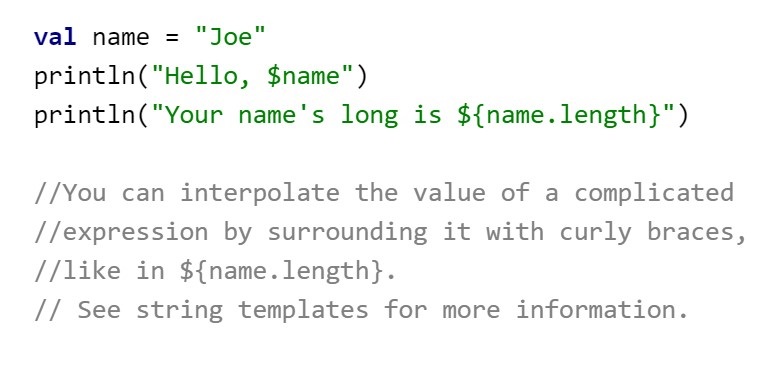 val name = "Joe"
println("Hello, $name")
println("Your name's long is ${name.length}")
//You can interpolate the value of a complicated
//expression by surrounding it with curly braces,
//like in ${name.length}.
// See string templates for more information.